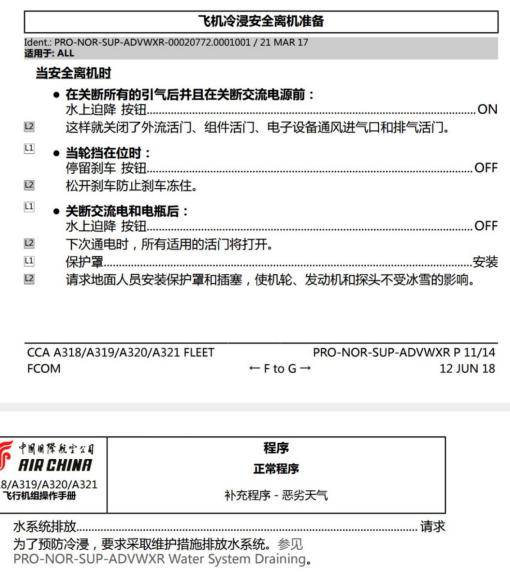 飞机冷浸安全离机准备
Ident.: PRO-NOR-SUP-ADVWXR-00020772.0001001 / 21 MAR 17
适用于: ALL
当安全离机时
● 在关断所有的引气后并且在关断交流电源前：
水上迫降 按钮..........ON
L2 这样就关闭了外流活门、组件活门、电子设备通风进气口和排气活门。
L1 ● 当轮挡在位时：
停留刹车 按钮..........OFF
L2 松开刹车防止刹车冻住。
L1 ● 关断交流电和电瓶后：
水上迫降 按钮..........OFF
L2 下次通电时，所有适用的活门将打开。
L1 保护罩..........安装
L2 请求地面人员安装保护罩和插塞，使机轮、发动机和探头不受冰雪的影响。
CCA A318/A319/A320/A321 FLEET PRO-NOR-SUP-ADVWXR P 11/14
FCOM ← F to G → 12 JUN 18
中國國際航空公司 程序
AIR CHINA 正常程序
8/A319/A320/A321
飞行机组操作手册 补充程序 - 恶劣天气
水系统排放..........请求
为了预防冷浸，要求采取维护措施排放水系统。参见
PRO-NOR-SUP-ADVWXR Water System Draining。